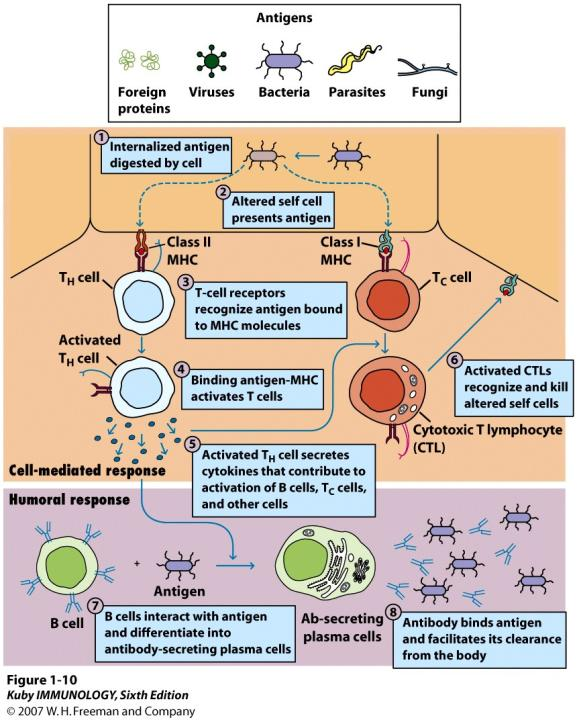 Antigens
Foreign
proteins
Viruses
Bacteria
Parasites
Fungi
1
Internalized antigen
digested by cell
2
Altered self cell
presents antigen
Class II
MHC
Class I
MHC
TH cell
TC cell
3
T-cell receptors
recognize antigen bound
to MHC molecules
Activated
TH cell
4
Binding antigen-MHC
activates T cells
6
Activated CTLs
recognize and kill
altered self cells
Cytotoxic T lymphocyte
(CTL)
5
Activated TH cell secretes
cytokines that contribute to
activation of B cells, TC cells,
and other cells
Cell-mediated response
Humoral response
+
Antigen
B cell
7
B cells interact with antigen
and differentiate into
antibody-secreting plasma cells
Ab-secreting
plasma cells
8
Antibody binds antigen
and facilitates its clearance
from the body
Figure 1-10
Kuby IMMUNOLOGY, Sixth Edition
© 2007 W. H. Freeman and Company